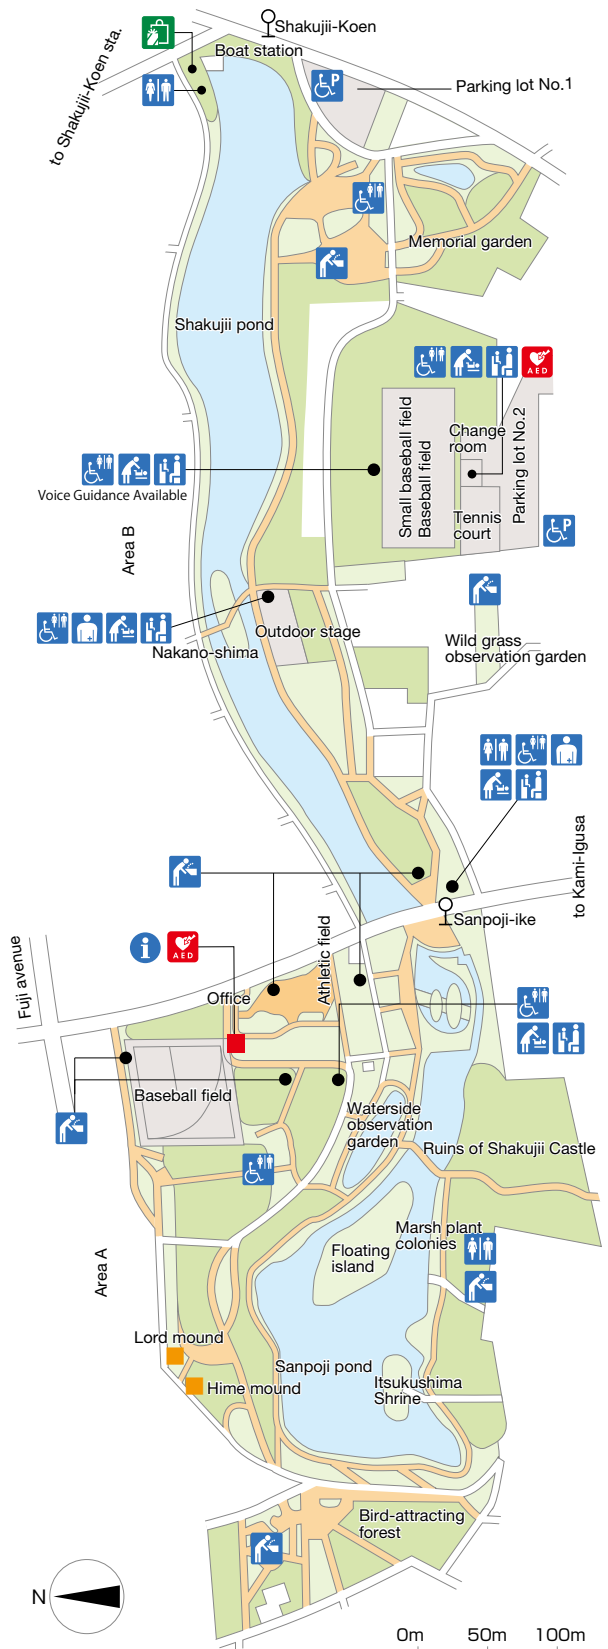 Shakujii-Koen
Boat station
to Shakujii-Koen sta.
P
Parking lot No.1
Memorial garden
Shakujii pond
AED
Small baseball field
Baseball field
Change
room
Parking lot No.2
Tennis
court
P
Voice Guidance Available
Area B
Outdoor stage
Nakano-shima
Wild grass
observation garden
to Kami-Igusa
Sanpoji-ike
Athletic field
Fuji avenue
i
AED
Office
Baseball field
Waterside
observation
garden
Ruins of Shakujii Castle
Marsh plant
colonies
Floating
island
Area A
Lord mound
Hime mound
Sanpoji pond
Itsukushima
Shrine
Bird-attracting
forest
N
0m 50m 100m